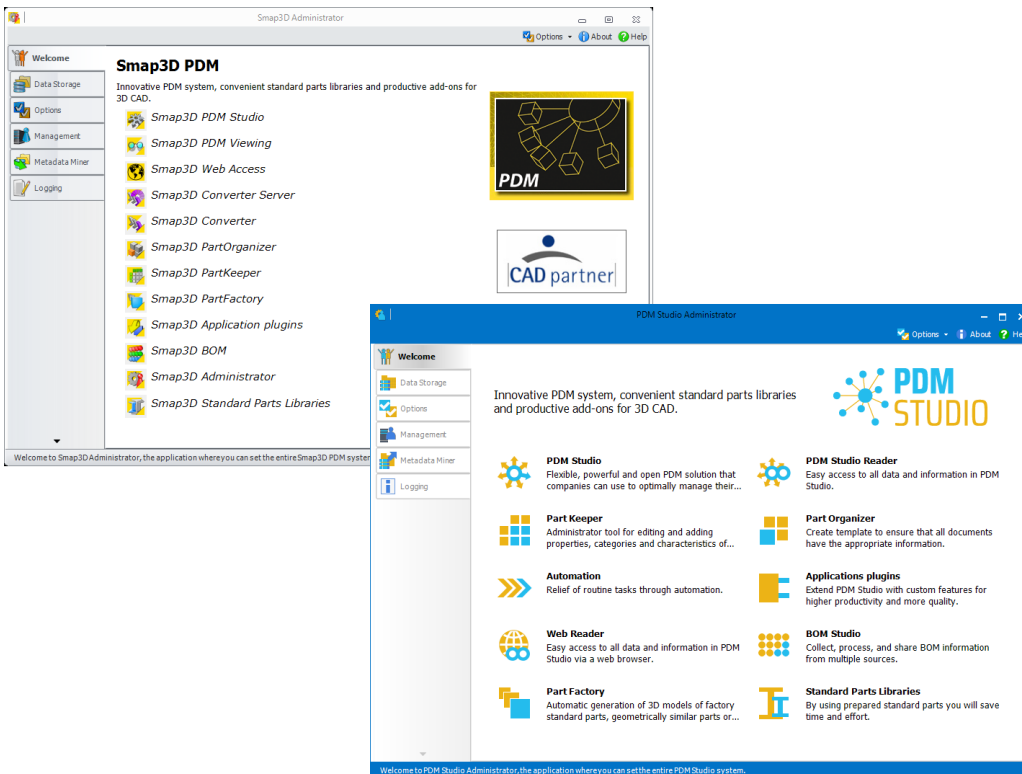 Smap3D Administrator
Options About Help
Welcome
Data Storage
Options
Management
Metadata Miner
Logging
Smap3D PDM
Innovative PDM system, convenient standard parts libraries and productive add-ons for
3D CAD.
Smap3D PDM Studio
Smap3D PDM Viewing
Smap3D Web Access
Smap3D Converter Server
Smap3D Converter
Smap3D PartOrganizer
Smap3D PartKeeper
Smap3D PartFactory
Smap3D Application plugins
Smap3D BOM
Smap3D Administrator
Smap3D Standard Parts Libraries
PDM
CAD partner
Welcome to Smap3D Administrator, the application where you can set the entire Smap3D PDM syster
PDM Studio Administrator
Options About He
Welcome
Data Storage
Options
Management
Metadata Miner
Logging
Innovative PDM system, convenient standard parts libraries
and productive add-ons for 3D CAD.
PDM
STUDIO
PDM Studio
Flexible, powerful and open PDM solution that
companies can use to optimally manage their...
PDM Studio Reader
Easy access to all data and information in PDM
Studio.
Part Keeper
Administrator tool for editing and adding
properties, categories and characteristics of...
Part Organizer
Create template to ensure that all documents
have the appropriate information.
Automation
Relief of routine tasks through automation.
Applications plugins
Extend PDM Studio with custom features for
higher productivity and more quality.
Web Reader
Easy access to all data and information in PDM
Studio via a web browser.
BOM Studio
Collect, process, and share BOM information
from multiple sources.
Part Factory
Automatic generation of 3D models of factory
standard parts, geometrically similar parts or...
Standard Parts Libraries
By using prepared standard parts you will save
time and effort.
Welcome to PDM Studio Administrator, the application where you can set the entire PDM Studio system.